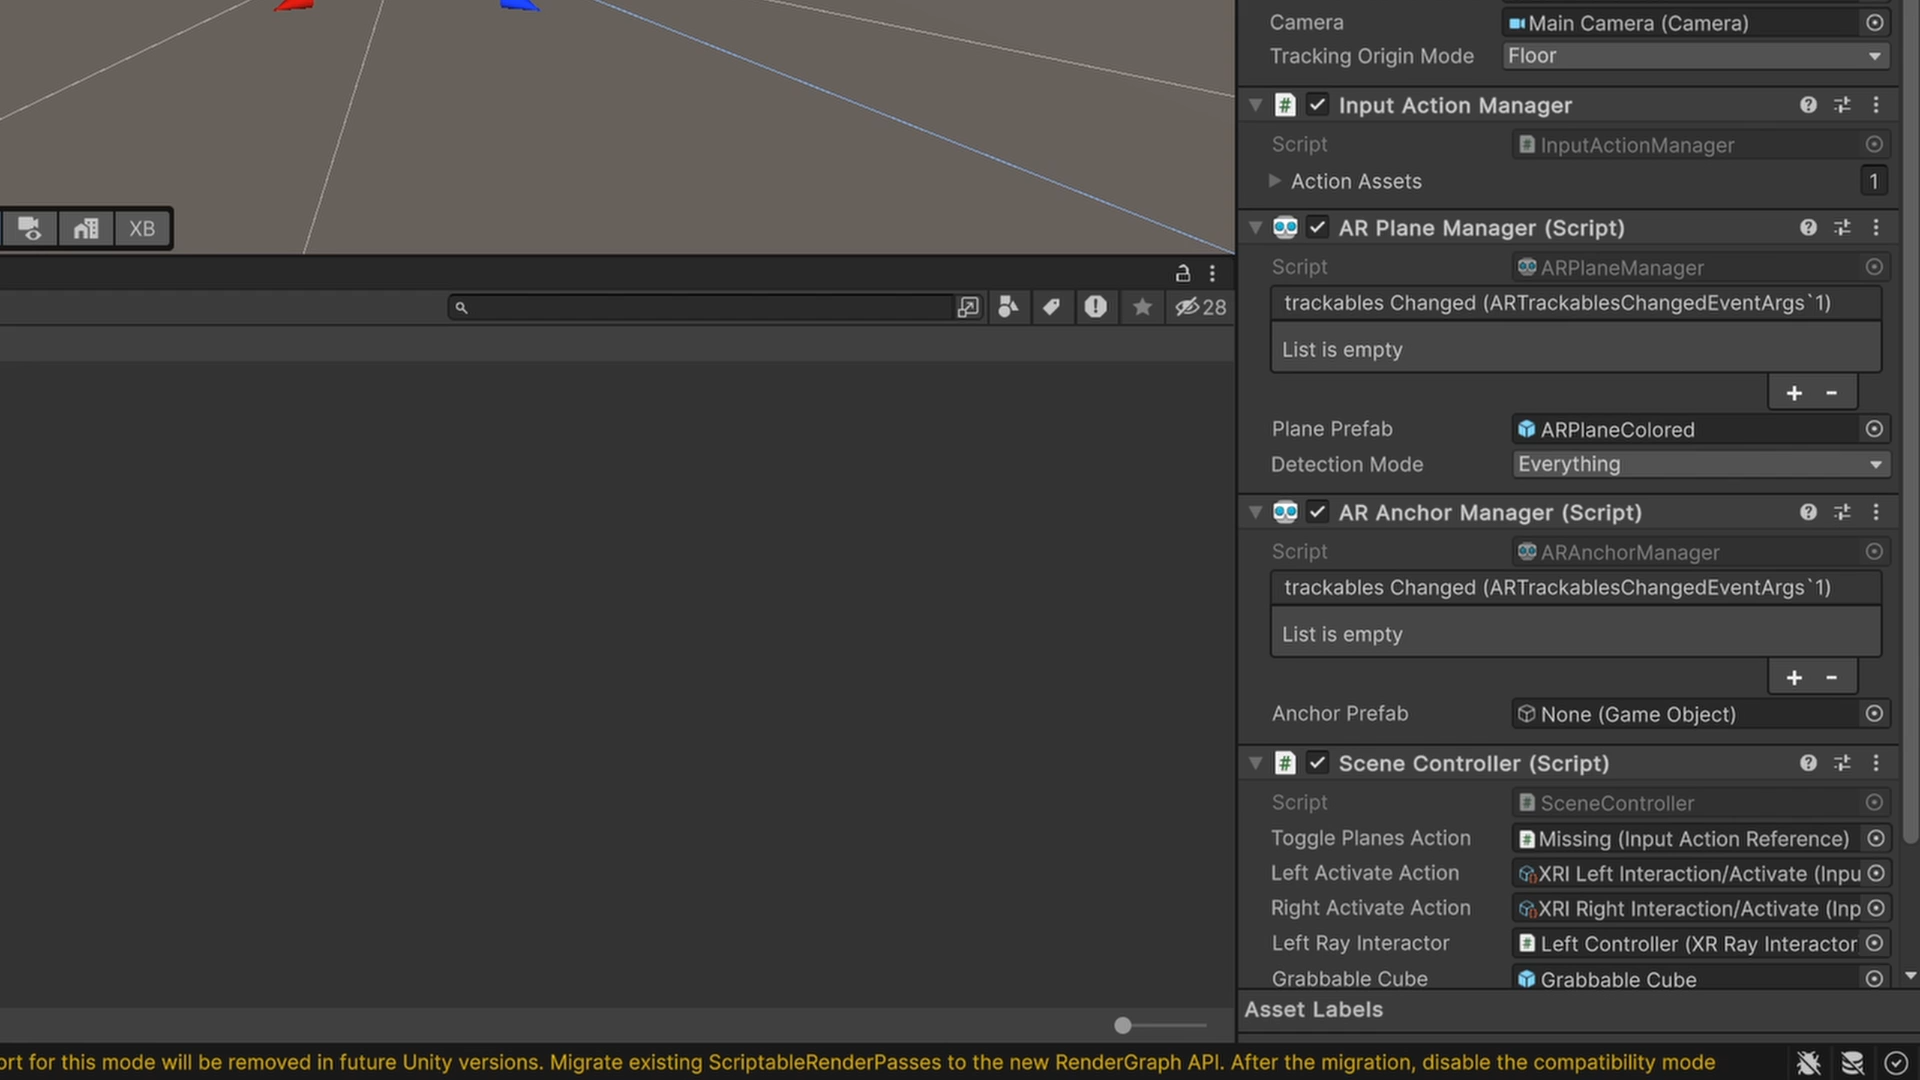 Camera
Main Camera (Camera)
Tracking Origin Mode
Floor
Input Action Manager
Script
InputActionManager
Action Assets
1
AR Plane Manager (Script)
Script
ARPlaneManager
trackables Changed (ARTrackablesChangedEventArgs`1)
List is empty
+ -
Plane Prefab
ARPlaneColored
Detection Mode
Everything
AR Anchor Manager (Script)
Script
ARAnchorManager
trackables Changed (ARTrackablesChangedEventArgs`1)
List is empty
+ -
Anchor Prefab
None (Game Object)
Scene Controller (Script)
Script
SceneController
Toggle Planes Action
Missing (Input Action Reference)
Left Activate Action
XRI Left Interaction/Activate (Inpu
Right Activate Action
XRI Right Interaction/Activate (Inp
Left Ray Interactor
Left Controller (XR Ray Interactor
Grabbable Cube
Grabbable Cube
Asset Labels
XB
28
ort for this mode will be removed in future Unity versions. Migrate existing ScriptableRenderPasses to the new RenderGraph API. After the migration, disable the compatibility mode